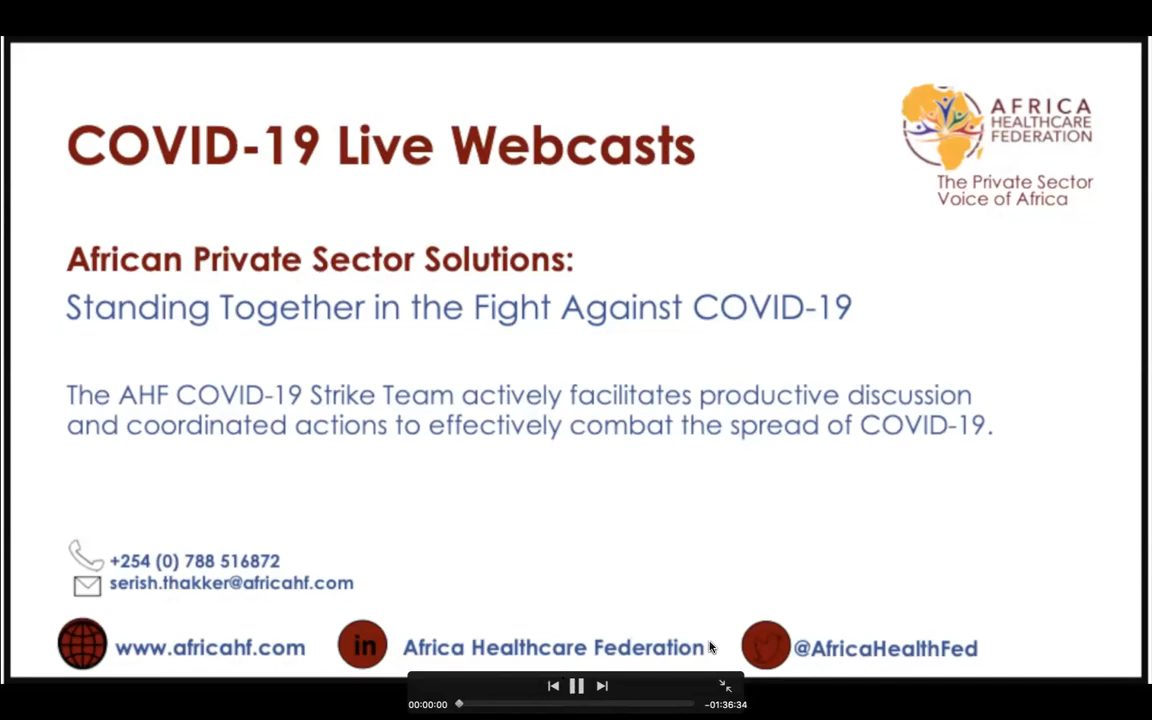 COVID-19 Live Webcasts
AFRICA
HEALTHCARE
FEDERATION
The Private Sector
Voice of Africa
African Private Sector Solutions:
Standing Together in the Fight Against COVID-19
The AHF COVID-19 Strike Team actively facilitates productive discussion
and coordinated actions to effectively combat the spread of COVID-19.
+254 (0) 788 516872
serish.thakker@africahf.com
www.africahf.com
in
Africa Healthcare Federation
@AfricaHealthFed
00:00:00
-01:36:34